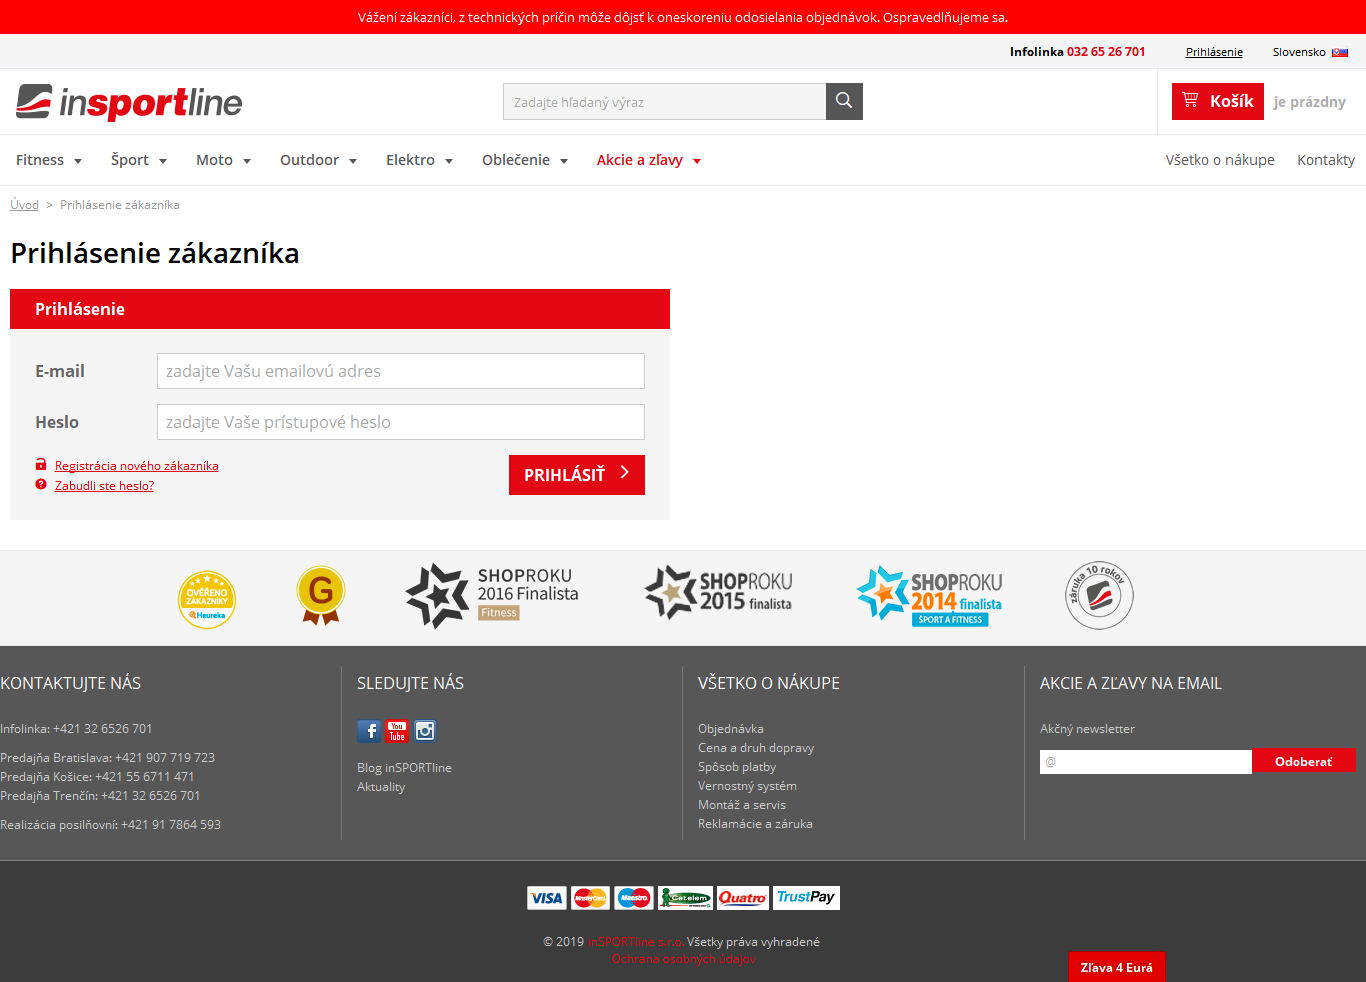 Vážení zákazníci, z technických príčin môže dôjsť k oneskoreniu odosielania objednávok. Ospravedlňujeme sa.
Infolinka 032 65 26 701 Prihlásenie Slovensko
insportline
Zadajte hľadaný výraz
Košík je prázdny
Fitness Šport Moto Outdoor Elektro Oblečenie Akcie a zľavy Všetko o nákupe Kontakty
Úvod > Prihlásenie zákazníka
Prihlásenie zákazníka
Prihlásenie
E-mail zadajte Vašu emailovú adres
Heslo zadajte Vaše prístupové heslo
Registrácia nového zákazníka
Zabudli ste heslo?
PRIHLÁSIŤ
OVĚŘENO
ZÁKAZNÍKY
Heureka
G
SHOPROKU
2016 Finalista
Fitness
SHOPROKU
2015 finalista
SHOPROKU
2014 finalista
ŠPORT A FITNESS
záruka 10 rokov
KONTAKTUJTE NÁS
Infolinka: +421 32 6526 701
Predajňa Bratislava: +421 907 719 723
Predajňa Košice: +421 55 6711 471
Predajňa Trenčín: +421 32 6526 701
Realizácia posilňovní: +421 91 7864 593
SLEDUJTE NÁS
f You
Tube
Blog inSPORTline
Aktuality
VŠETKO O NÁKUPE
Objednávka
Cena a druh dopravy
Spôsob platby
Vernostný systém
Montáž a servis
Reklamácie a záruka
AKCIE A ZĽAVY NA EMAIL
Akčný newsletter
@ Odoberať
VISA MasterCard Maestro Cetelem Quatro TrustPay
© 2019 inSPORTline s.r.o. Všetky práva vyhradené
Ochrana osobných údajov
Zľava 4 Eurá